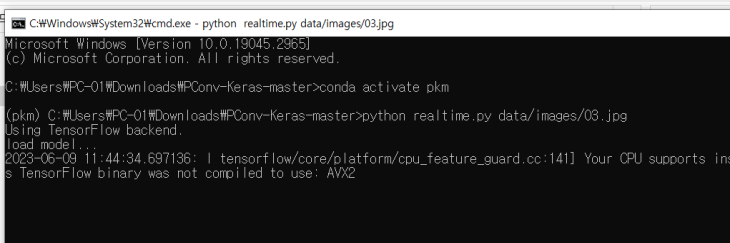 C:₩Windows₩System32₩cmd.exe - python  realtime.py data/images/03.jpg
Microsoft Windows [Version 10.0.19045.2965]
(c) Microsoft Corporation. All rights reserved.
C:₩Users₩PC-01₩Downloads₩PConv-Keras-master>conda activate pkm
(pkm) C:₩Users₩PC-01₩Downloads₩PConv-Keras-master>python realtime.py data/images/03.jpg
Using TensorFlow backend.
load model...
2023-06-09 11:44:34.697136: I tensorflow/core/platform/cpu_feature_guard.cc:141] Your CPU supports ins
s TensorFlow binary was not compiled to use: AVX2